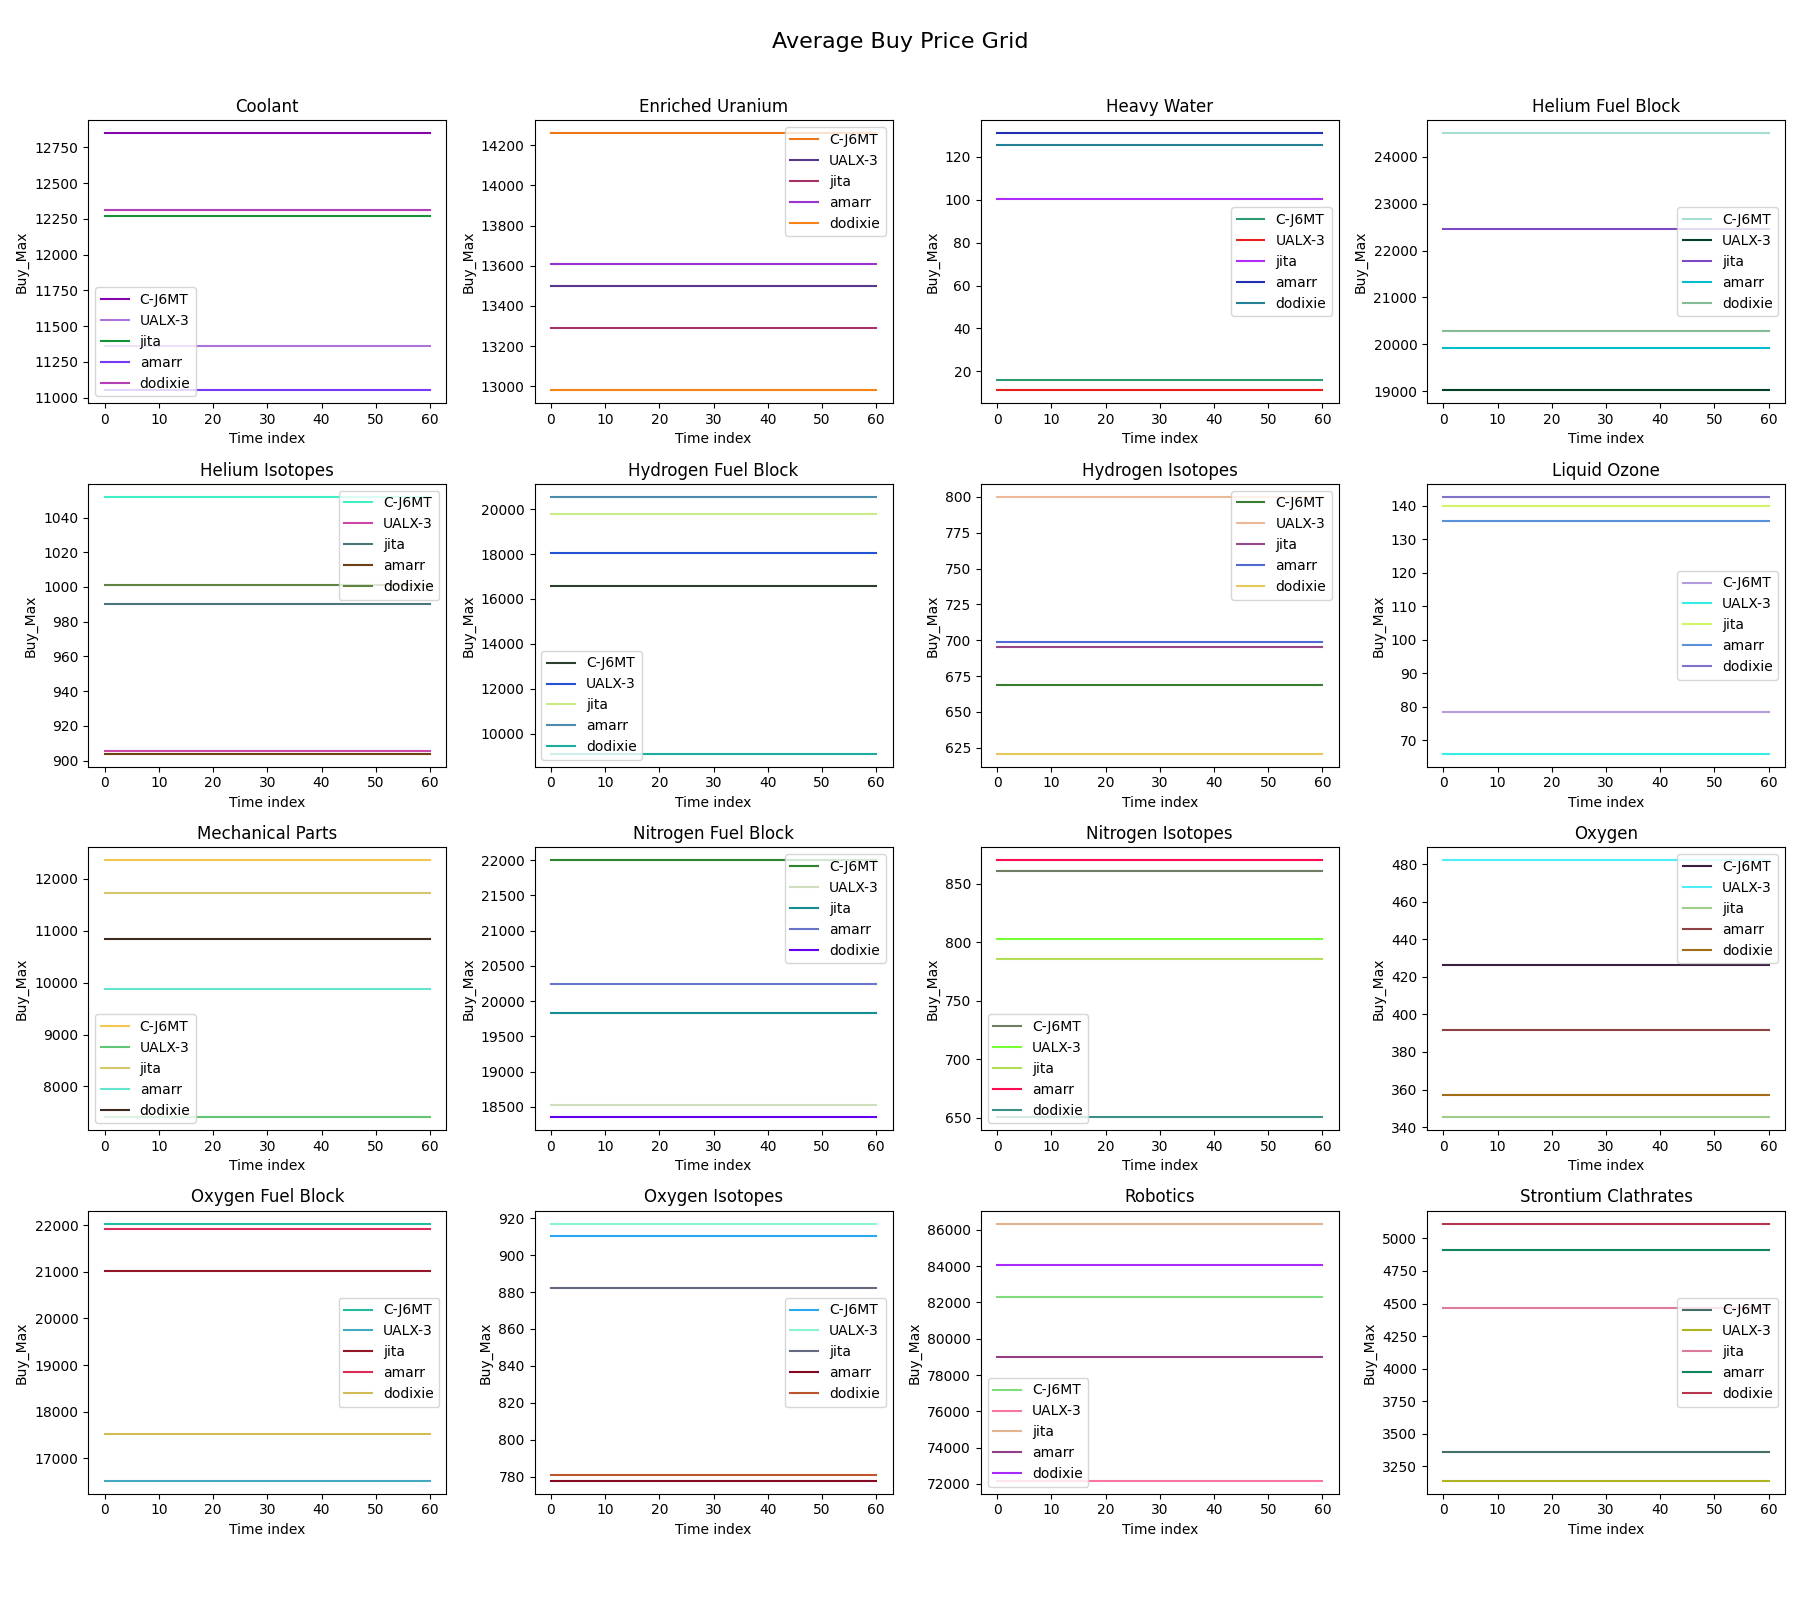 Average Buy Price Grid
Coolant
Buy_Max
12750
12500
12250
12000
11750
11500
11250
11000
C-J6MT
UALX-3
jita
amarr
dodixie
0 10 20 30 40 50 60
Time index
Enriched Uranium
Buy_Max
14200
14000
13800
13600
13400
13200
13000
C-J6MT
UALX-3
jita
amarr
dodixie
0 10 20 30 40 50 60
Time index
Heavy Water
Buy_Max
120
100
80
60
40
20
C-J6MT
UALX-3
jita
amarr
dodixie
0 10 20 30 40 50 60
Time index
Helium Fuel Block
Buy_Max
24000
23000
22000
21000
20000
19000
C-J6MT
UALX-3
jita
amarr
dodixie
0 10 20 30 40 50 60
Time index
Helium Isotopes
Buy_Max
1040
1020
1000
980
960
940
920
900
C-J6MT
UALX-3
jita
amarr
dodixie
0 10 20 30 40 50 60
Time index
Hydrogen Fuel Block
Buy_Max
20000
18000
16000
14000
12000
10000
C-J6MT
UALX-3
jita
amarr
dodixie
0 10 20 30 40 50 60
Time index
Hydrogen Isotopes
Buy_Max
800
775
750
725
700
675
650
625
C-J6MT
UALX-3
jita
amarr
dodixie
0 10 20 30 40 50 60
Time index
Liquid Ozone
Buy_Max
140
130
120
110
100
90
80
70
C-J6MT
UALX-3
jita
amarr
dodixie
0 10 20 30 40 50 60
Time index
Mechanical Parts
Buy_Max
12000
11000
10000
9000
8000
C-J6MT
UALX-3
jita
amarr
dodixie
0 10 20 30 40 50 60
Time index
Nitrogen Fuel Block
Buy_Max
22000
21500
21000
20500
20000
19500
19000
18500
C-J6MT
UALX-3
jita
amarr
dodixie
0 10 20 30 40 50 60
Time index
Nitrogen Isotopes
Buy_Max
850
800
750
700
650
C-J6MT
UALX-3
jita
amarr
dodixie
0 10 20 30 40 50 60
Time index
Oxygen
Buy_Max
480
460
440
420
400
380
360
340
C-J6MT
UALX-3
jita
amarr
dodixie
0 10 20 30 40 50 60
Time index
Oxygen Fuel Block
Buy_Max
22000
21000
20000
19000
18000
17000
C-J6MT
UALX-3
jita
amarr
dodixie
0 10 20 30 40 50 60
Time index
Oxygen Isotopes
Buy_Max
920
900
880
860
840
820
800
780
C-J6MT
UALX-3
jita
amarr
dodixie
0 10 20 30 40 50 60
Time index
Robotics
Buy_Max
86000
84000
82000
80000
78000
76000
74000
72000
C-J6MT
UALX-3
jita
amarr
dodixie
0 10 20 30 40 50 60
Time index
Strontium Clathrates
Buy_Max
5000
4750
4500
4250
4000
3750
3500
3250
C-J6MT
UALX-3
jita
amarr
dodixie
0 10 20 30 40 50 60
Time index